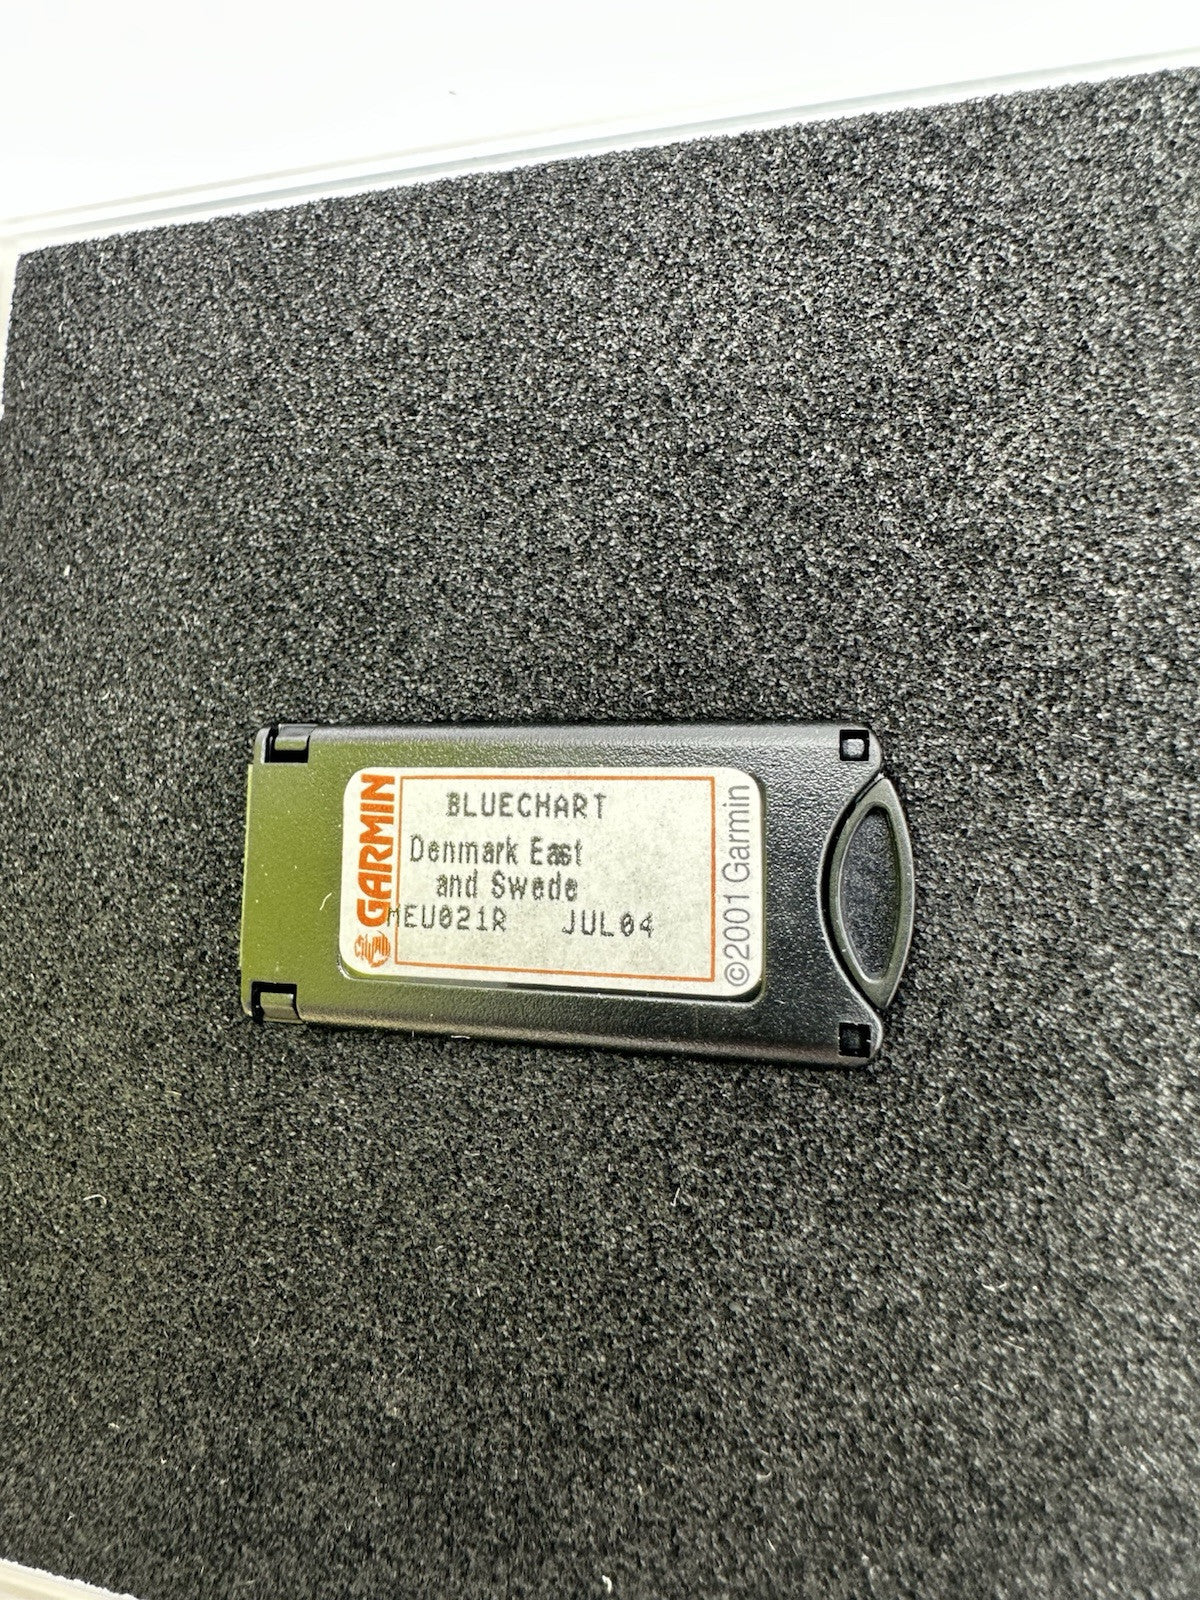 GARMIN
BLUECHART
Denmark East
and Swede
MEU021R JUL04
©2001 Garmin